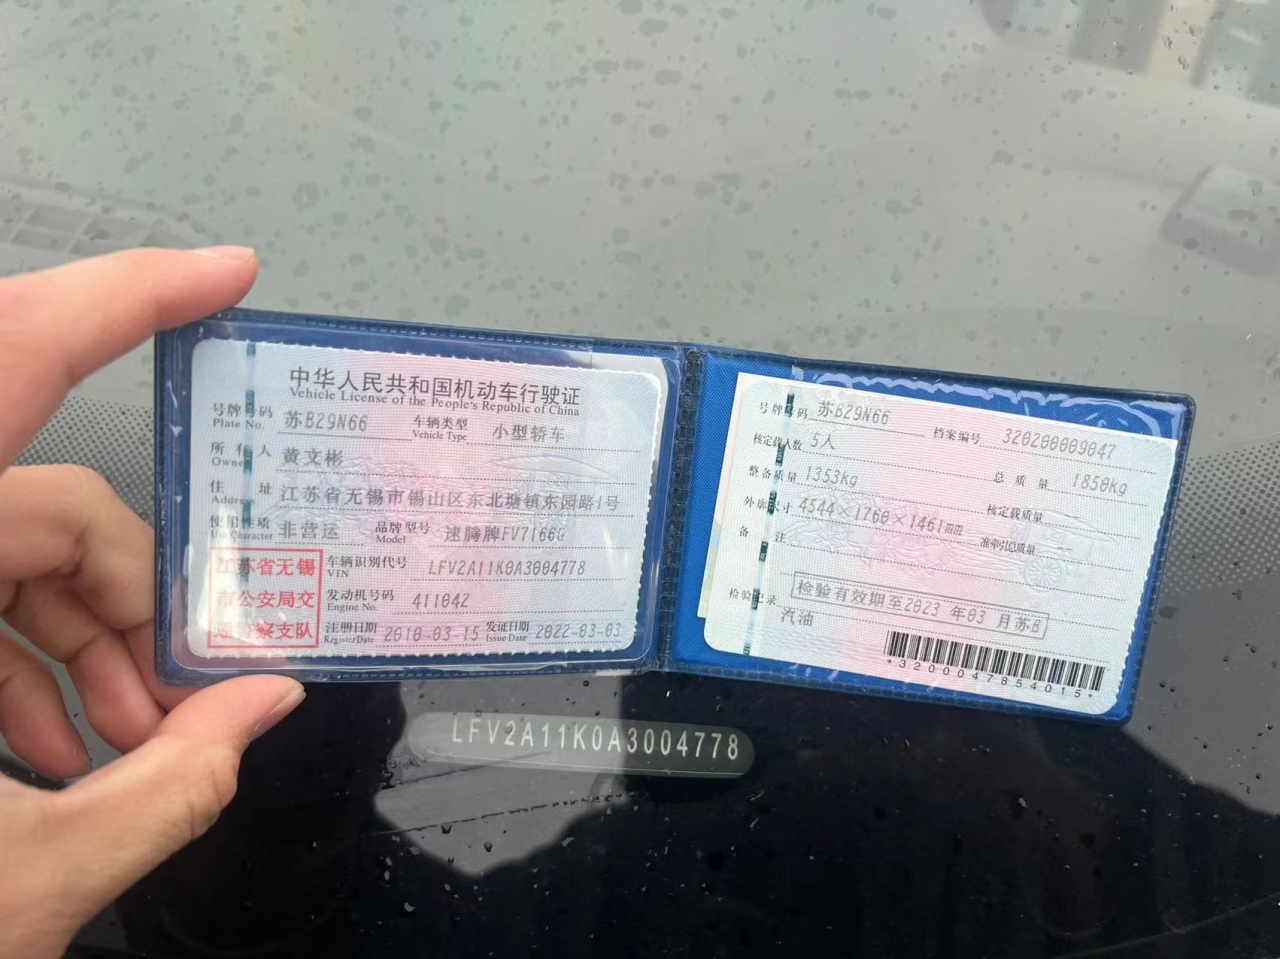 中华人民共和国机动车行驶证
Vehicle License of the People's Republic of China
号牌号码 Plate No. 苏B29N66 车辆类型 Vehicle Type 小型轿车
所有人 Owner 黄文彬
住址 Address 江苏省无锡市锡山区东北塘镇东园路1号
使用性质 Use Character 非营运 品牌型号 Model 速腾牌FV7166G
江苏省无锡
市公安局交
通警察支队
车辆识别代号 VIN LFV2A11K0A3004778
发动机号码 Engine No. 411042
注册日期 Register Date 2010-03-15 发证日期 Issue Date 2022-03-03
号牌号码 苏B29N66 档案编号 320200009047
核定载人数 5人 总质量 1850kg
整备质量 1353kg 核定载质量
外廓尺寸 4544×1760×1461mm 准牵引总质量
备注
检验记录 检验有效期至2023年03月苏B
汽油
*3200047854015*
LFV2A11K0A3004778